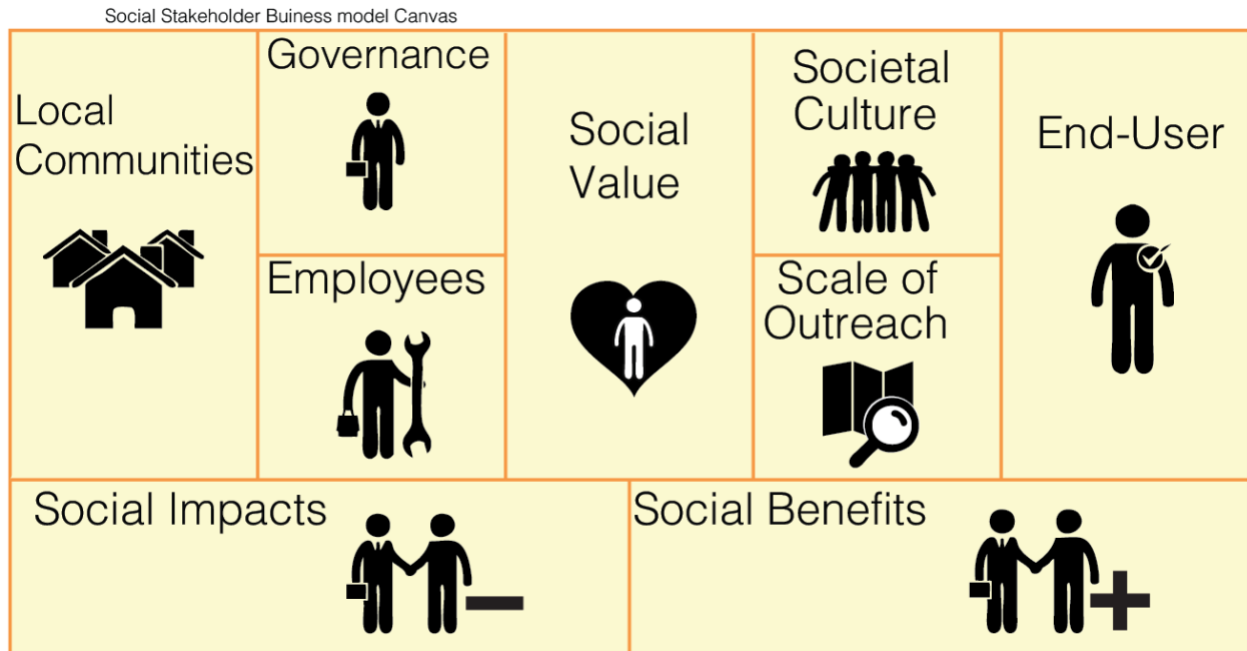 Social Stakeholder Buiness model Canvas
Local
Communities
Governance
Employees
Social
Value
Societal
Culture
Scale of
Outreach
End-User
Social Impacts
Social Benefits